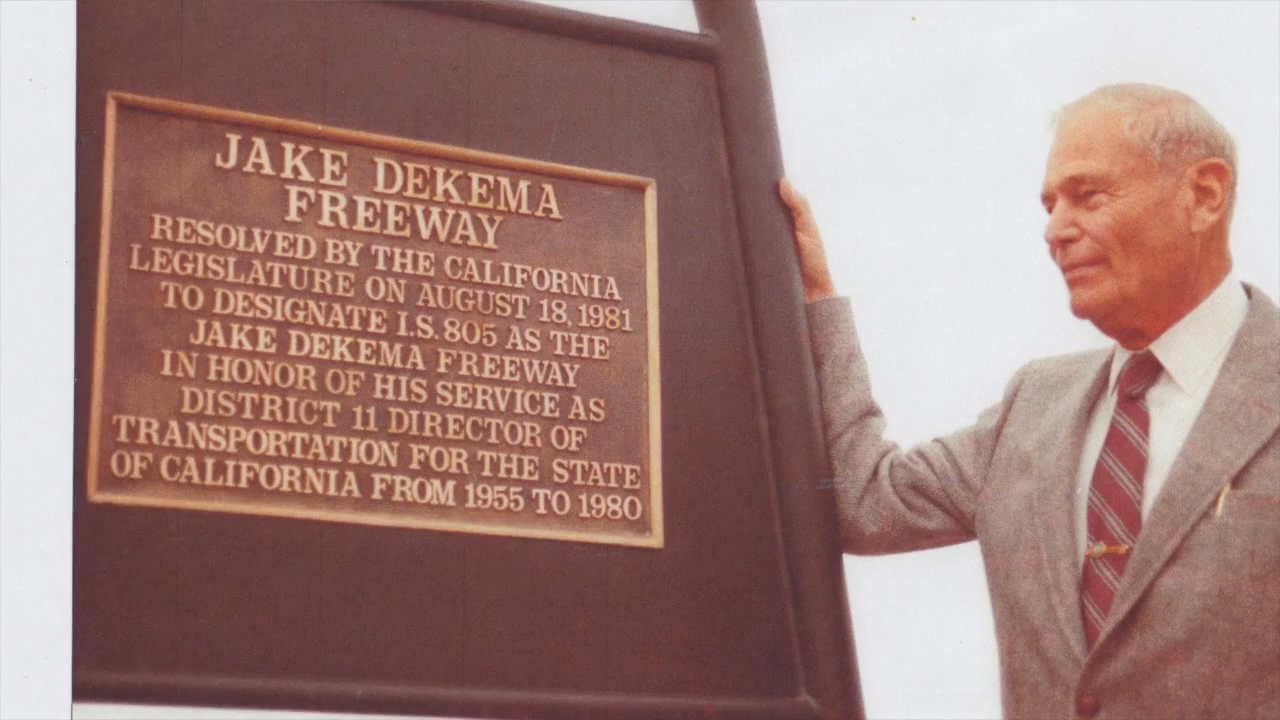 JAKE DEKEMA
FREEWAY
RESOLVED BY THE CALIFORNIA
LEGISLATURE ON AUGUST 18, 1981
TO DESIGNATE I.S. 805 AS THE
JAKE DEKEMA FREEWAY
IN HONOR OF HIS SERVICE AS
DISTRICT 11 DIRECTOR OF
TRANSPORTATION FOR THE STATE
OF CALIFORNIA FROM 1955 TO 1980